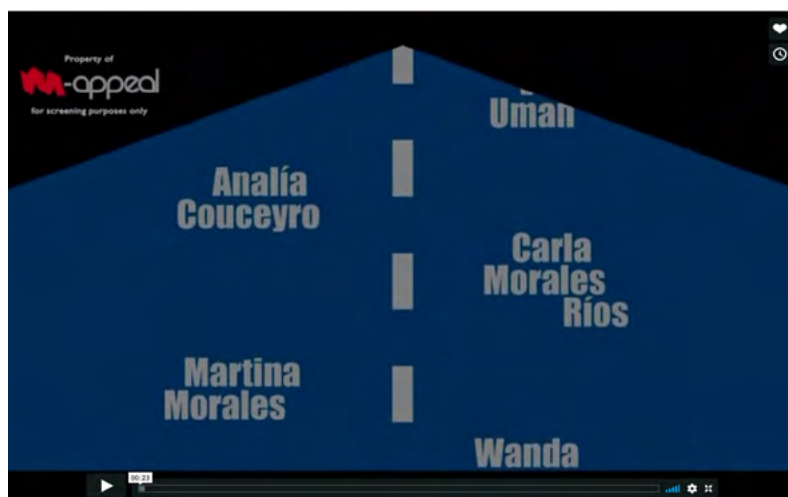 Property of
m-appeal
for screening purposes only
Uman
Analía
Couceyro
Carla
Morales
Ríos
Martina
Morales
Wanda
00:23